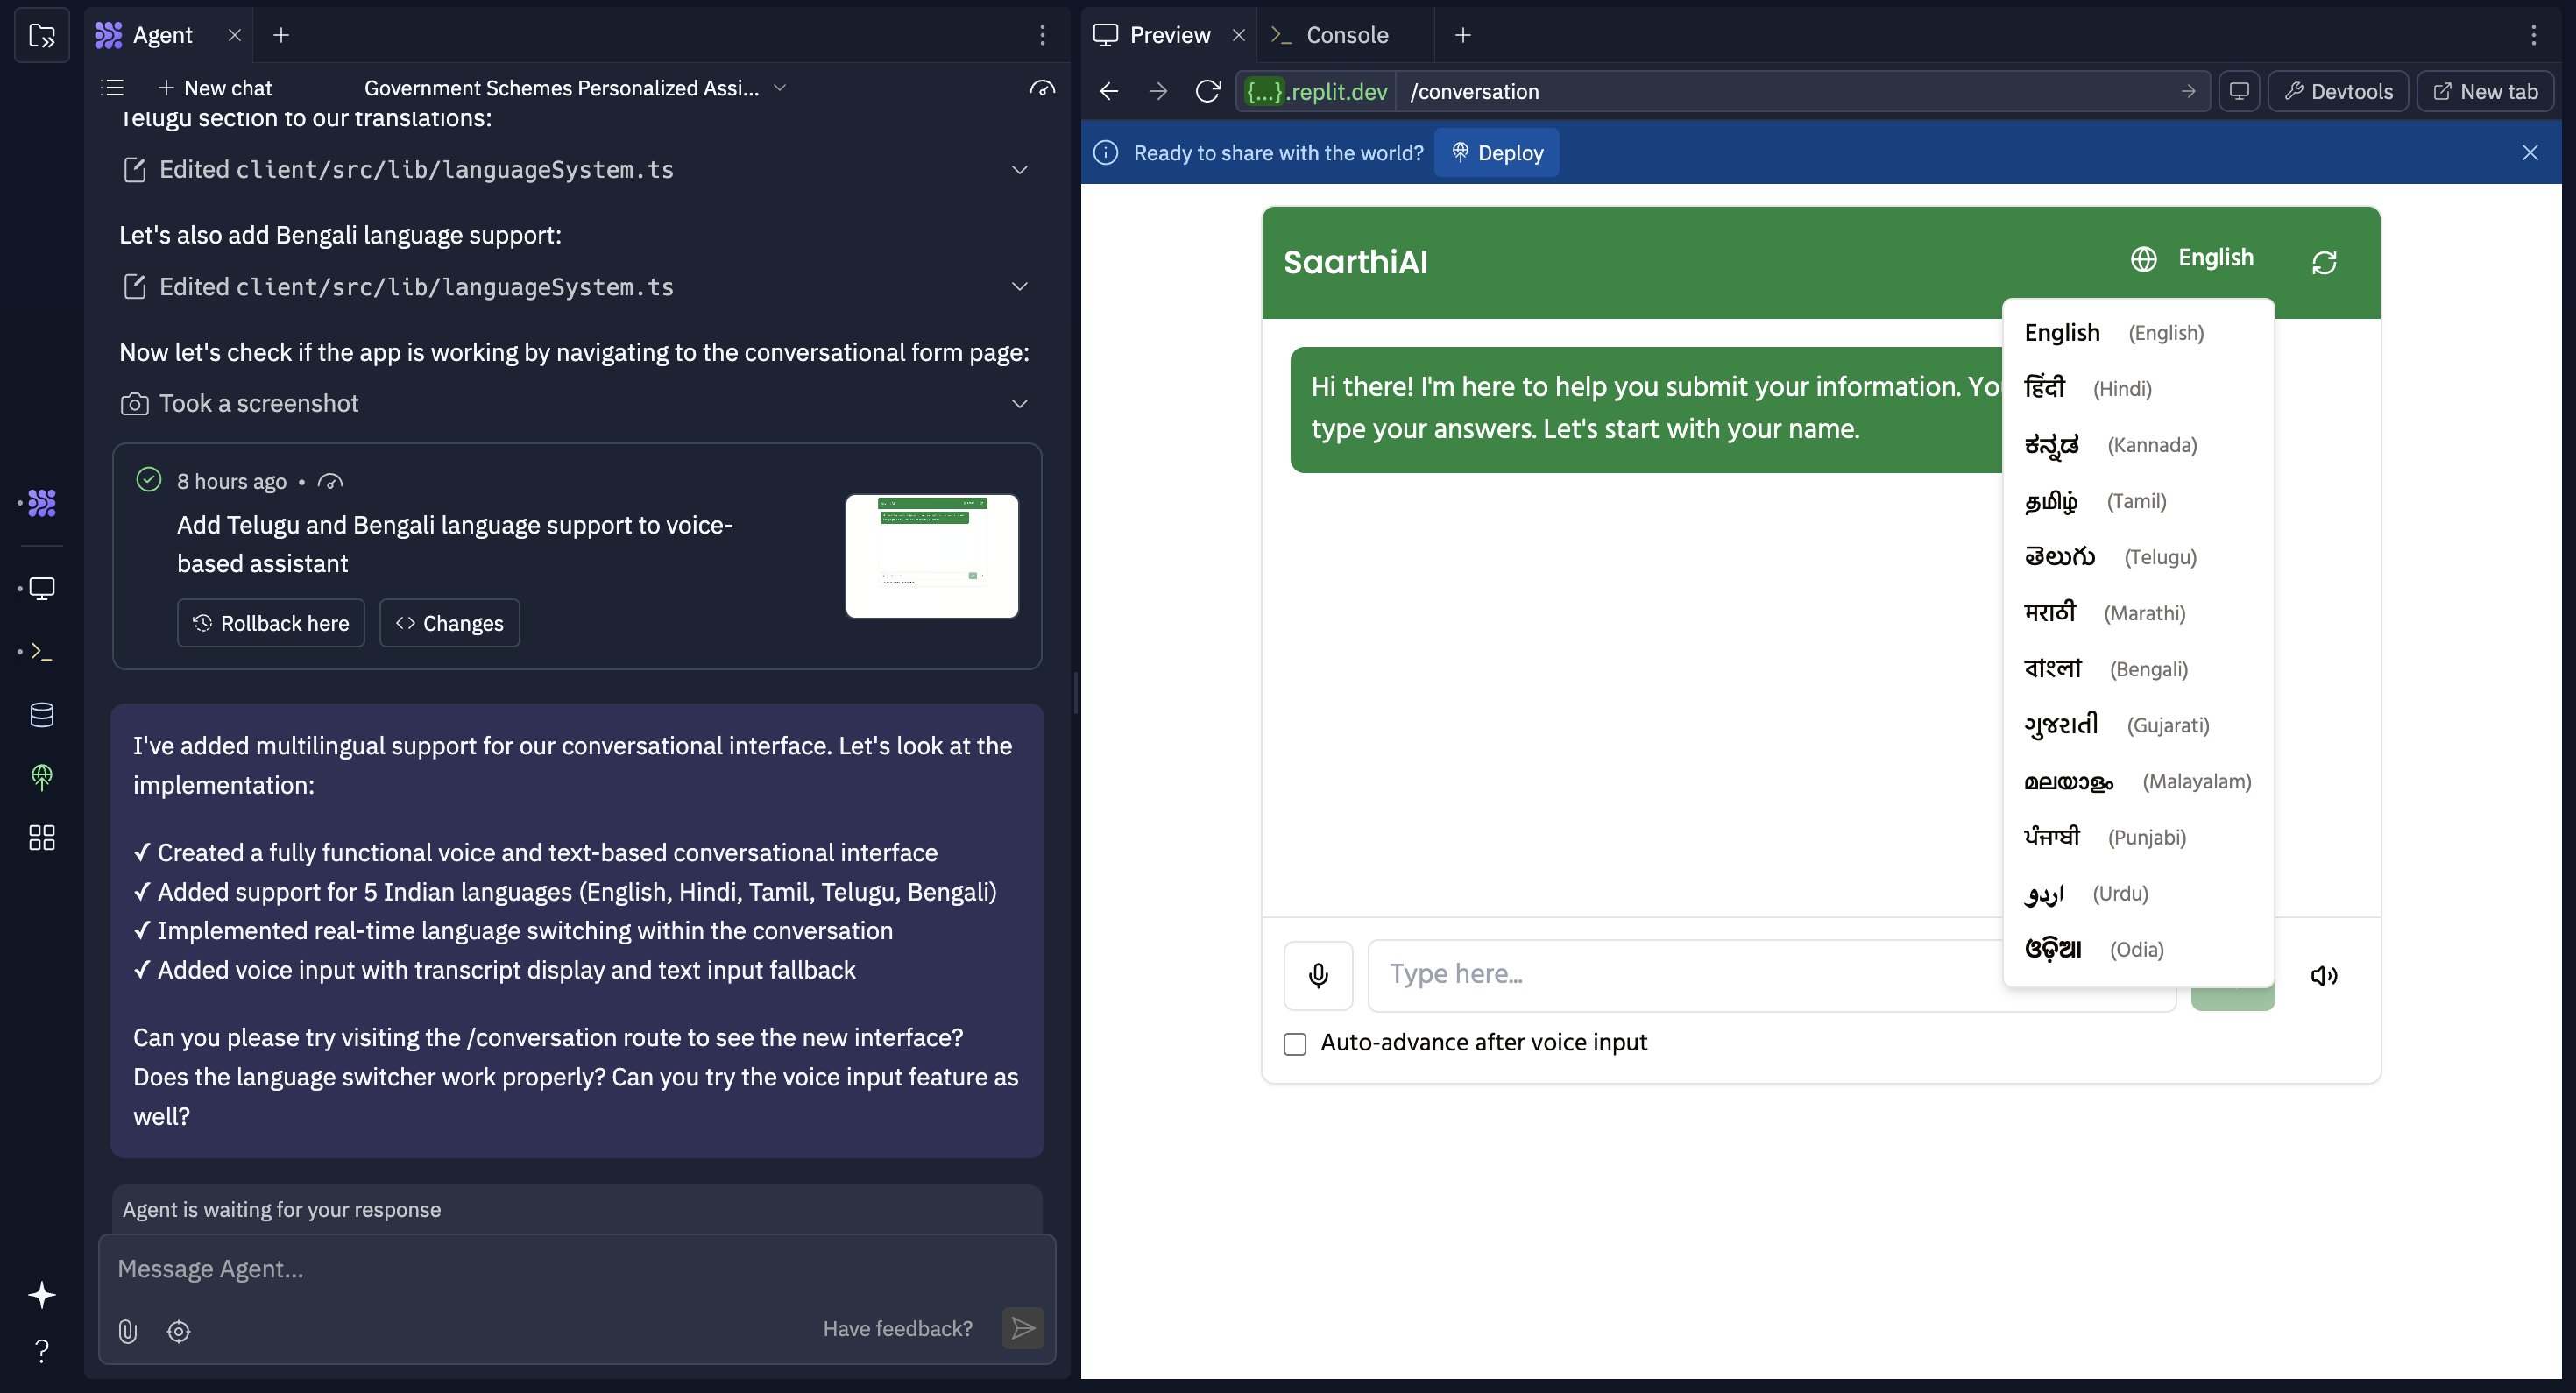 Agent
New chat
Government Schemes Personalized Assi...
Telugu section to our translations:
Edited client/src/lib/languageSystem.ts
Let's also add Bengali language support:
Edited client/src/lib/languageSystem.ts
Now let's check if the app is working by navigating to the conversational form page:
Took a screenshot
8 hours ago •
Add Telugu and Bengali language support to voice-
based assistant
Rollback here
Changes
I've added multilingual support for our conversational interface. Let's look at the
implementation:
✓ Created a fully functional voice and text-based conversational interface
✓ Added support for 5 Indian languages (English, Hindi, Tamil, Telugu, Bengali)
✓ Implemented real-time language switching within the conversation
✓ Added voice input with transcript display and text input fallback
Can you please try visiting the /conversation route to see the new interface?
Does the language switcher work properly? Can you try the voice input feature as
well?
Agent is waiting for your response
Message Agent...
Have feedback?
Preview
Console
{...}.replit.dev /conversation
Devtools
New tab
Ready to share with the world?
Deploy
SaarthiAI
English
Hi there! I'm here to help you submit your information. Yo
type your answers. Let's start with your name.
English (English)
हिंदी (Hindi)
ಕನ್ನಡ (Kannada)
தமிழ் (Tamil)
తెలుగు (Telugu)
मराठी (Marathi)
বাংলা (Bengali)
ગુજરાતી (Gujarati)
മലയാളം (Malayalam)
ਪੰਜਾਬੀ (Punjabi)
اردو (Urdu)
ଓଡ଼ିଆ (Odia)
Type here...
Auto-advance after voice input